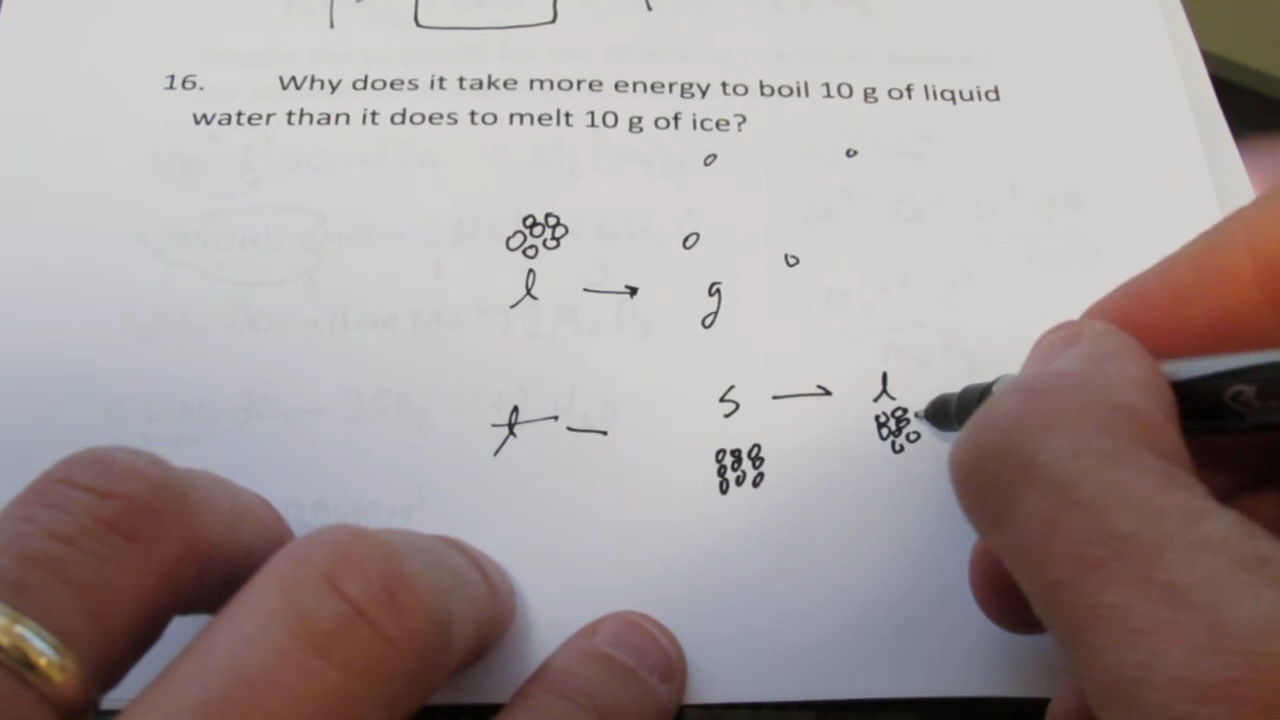 16. Why does it take more energy to boil 10 g of liquid
water than it does to melt 10 g of ice?
l → g
s → l